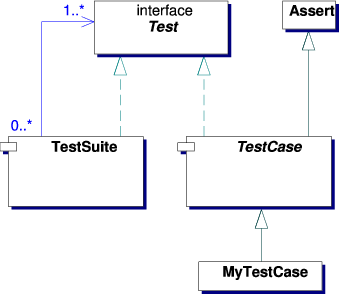 interface
Assert
1..*
Test
0..*
TestSuite
TestCase
MyTestCase